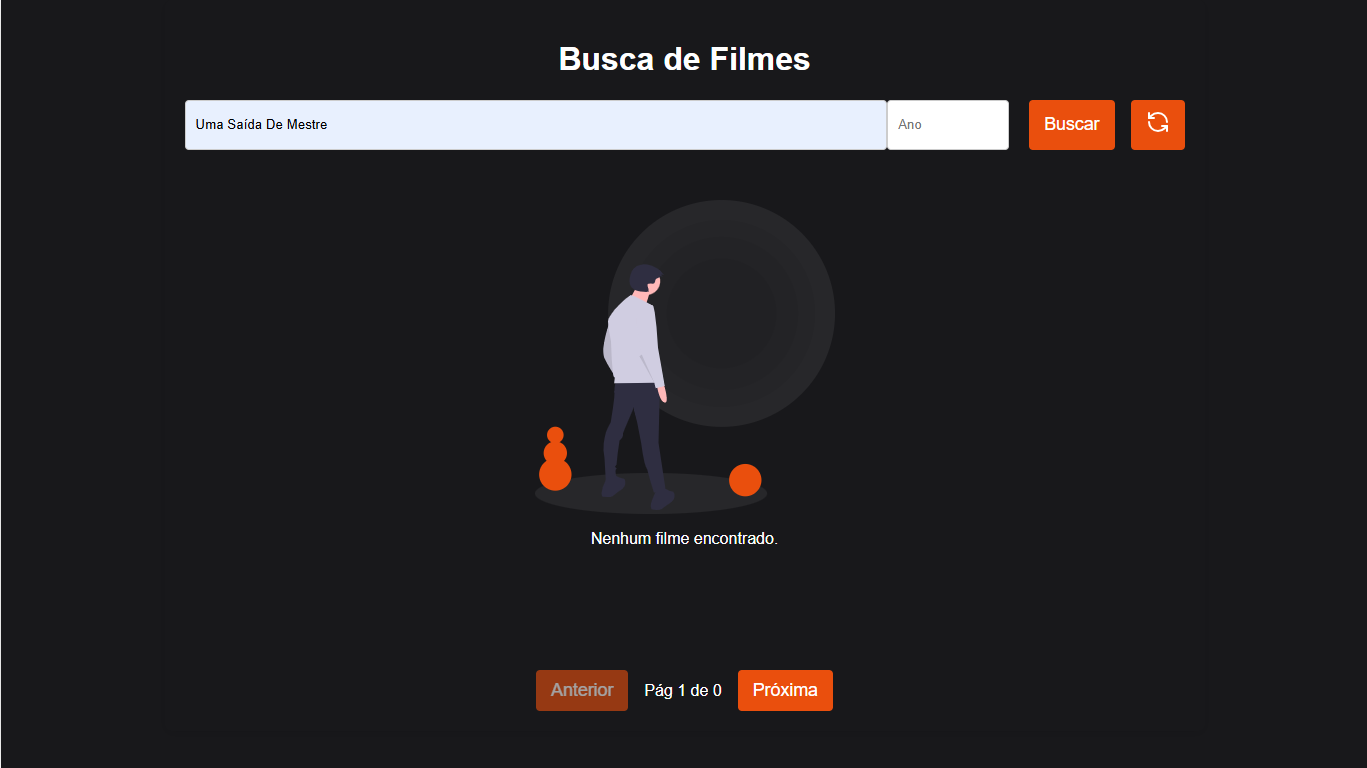 Busca de Filmes
Uma Saída De Mestre
Ano
Buscar
Nenhum filme encontrado.
Anterior
Pág 1 de 0
Próxima